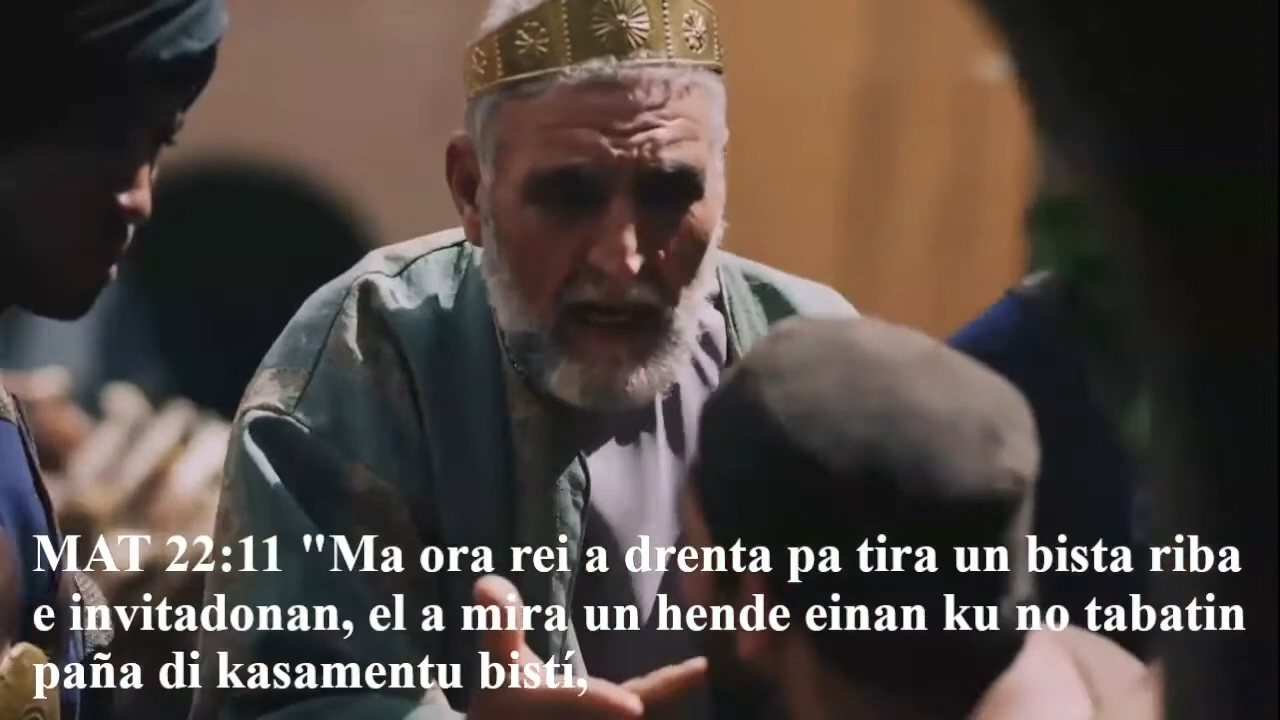 MAT 22:11 "Ma ora rei a drenta pa tira un bista riba
e invitadonan, el a mira un hende einan ku no tabatin
paña di kasamentu bistí,